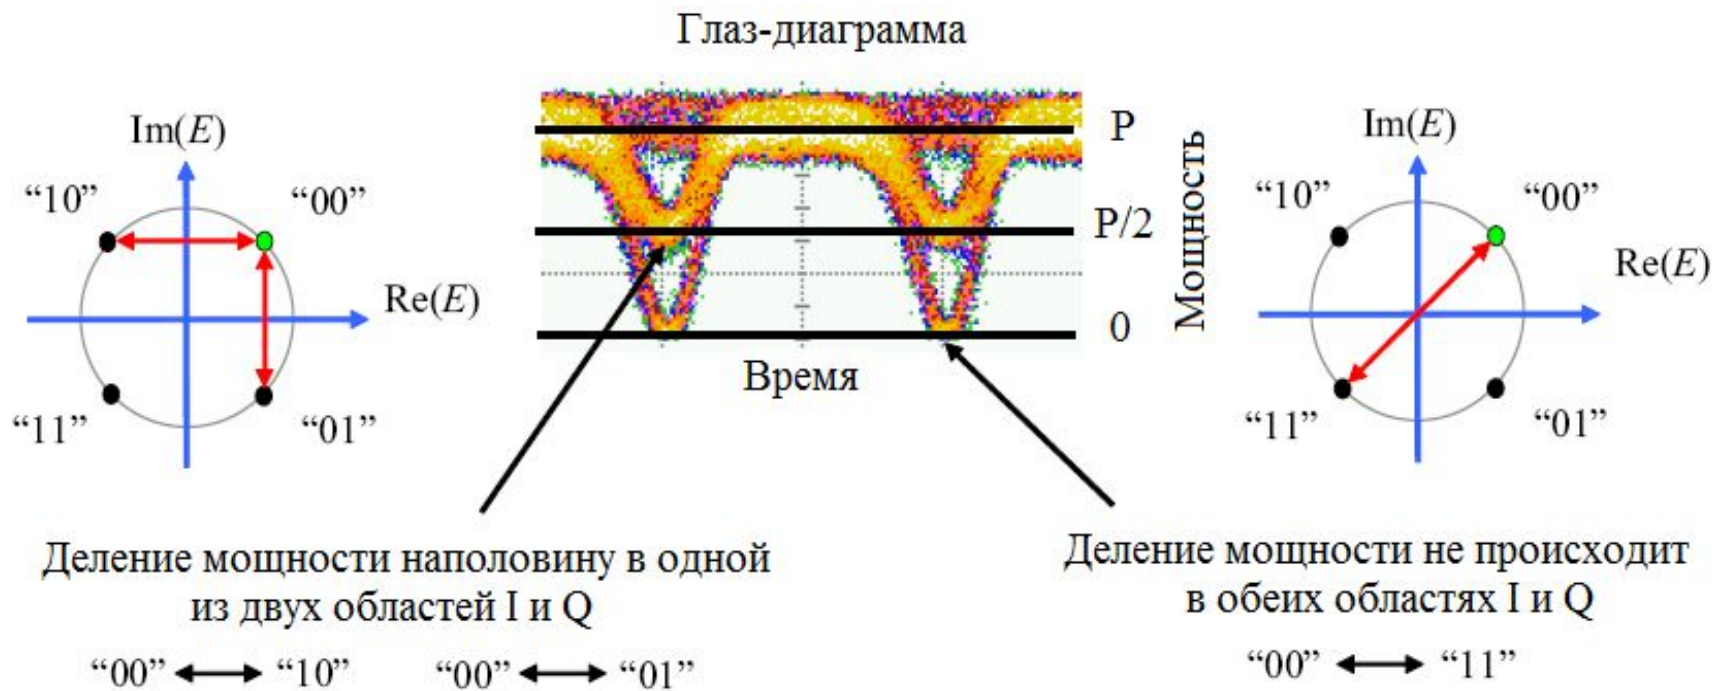 Глаз-диаграмма
Im(E)
“10”
“00”
Re(E)
“11”
“01”
P
P/2
0
Мощность
Время
Im(E)
“10”
“00”
Re(E)
“11”
“01”
Деление мощности наполовину в одной
из двух областей I и Q
“00” “10” “00” “01”
Деление мощности не происходит
в обеих областях I и Q
“00” “11”